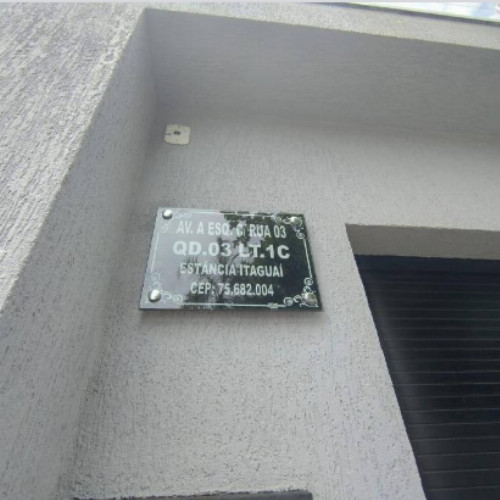 AV. A ESQ. C/ RUA 03
QD.03 LT.1C
ESTÂNCIA ITAGUAÍ
CEP: 75.682.004